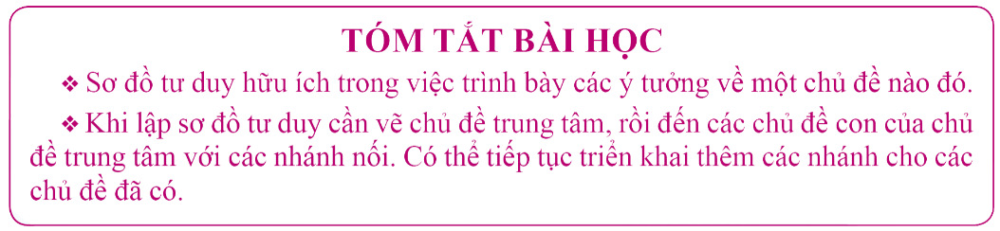 TÓM TẮT BÀI HỌC
❖ Sơ đồ tư duy hữu ích trong việc trình bày các ý tưởng về một chủ đề nào đó.
❖ Khi lập sơ đồ tư duy cần vẽ chủ đề trung tâm, rồi đến các chủ đề con của chủ
đề trung tâm với các nhánh nối. Có thể tiếp tục triển khai thêm các nhánh cho các
chủ đề đã có.